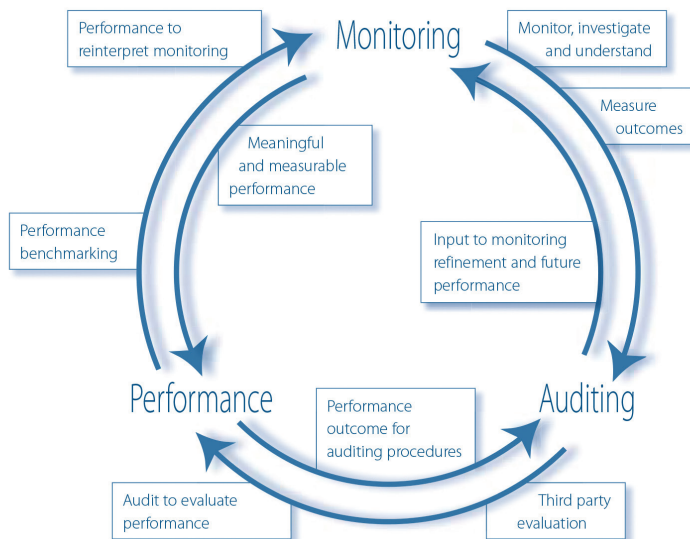 Performance to
reinterpret monitoring
Monitoring
Monitor, investigate
and understand
Measure
outcomes
Meaningful
and measurable
performance
Performance
benchmarking
Input to monitoring
refinement and future
performance
Performance
Auditing
Performance
outcome for
auditing procedures
Audit to evaluate
performance
Third party
evaluation